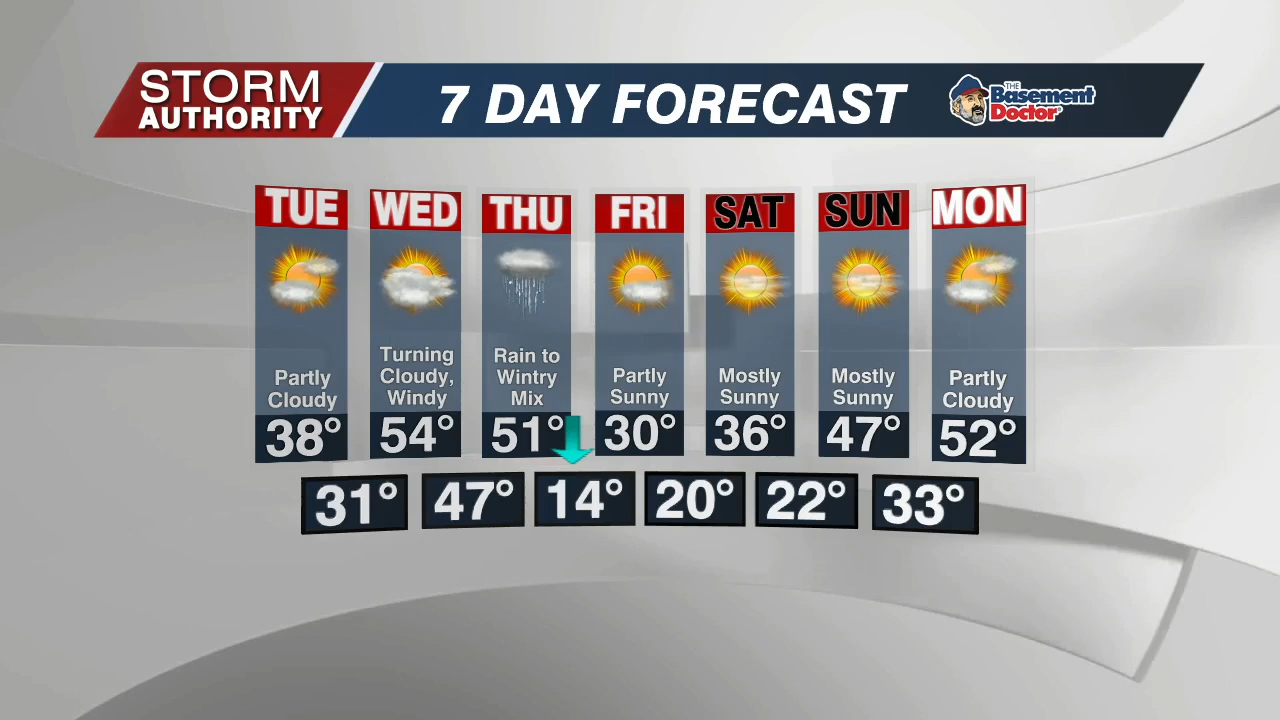 STORM
AUTHORITY
7 DAY FORECAST
THE
Basement
Doctor
TUE WED THU FRI SAT SUN MON
Partly
Cloudy
Turning
Cloudy,
Windy
Rain to
Wintry
Mix
Partly
Sunny
Mostly
Sunny
Mostly
Sunny
Partly
Cloudy
38° 54° 51° 30° 36° 47° 52°
31° 47° 14° 20° 22° 33°